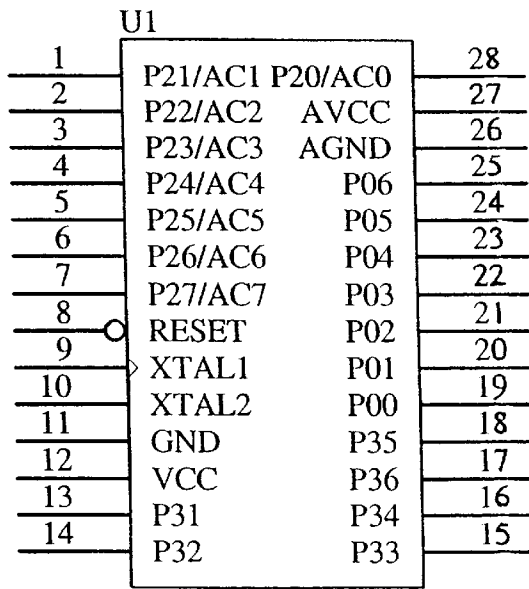 U1
1 P21/AC1 P20/AC0 28
2 P22/AC2 AVCC 27
3 P23/AC3 AGND 26
4 P24/AC4 P06 25
5 P25/AC5 P05 24
6 P26/AC6 P04 23
7 P27/AC7 P03 22
8 RESET P02 21
9 XTAL1 P01 20
10 XTAL2 P00 19
11 GND P35 18
12 VCC P36 17
13 P31 P34 16
14 P32 P33 15